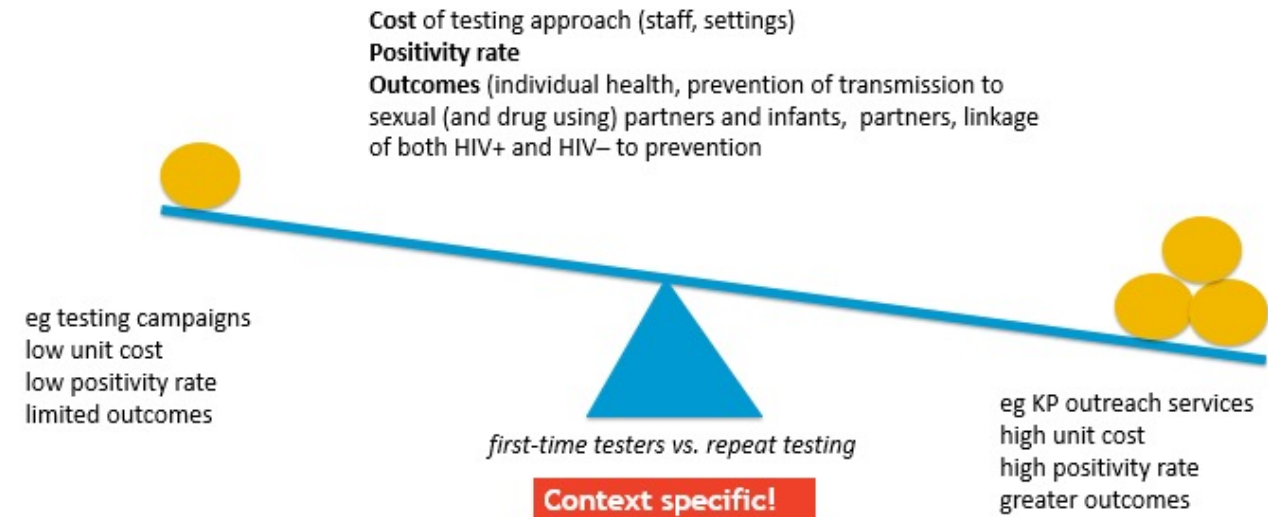 Cost of testing approach (staff, settings)
Positivity rate
Outcomes (individual health, prevention of transmission to
sexual (and drug using) partners and infants, partners, linkage
of both HIV+ and HIV– to prevention
eg testing campaigns
low unit cost
low positivity rate
limited outcomes
eg KP outreach services
high unit cost
high positivity rate
greater outcomes
first-time testers vs. repeat testing
Context specific!